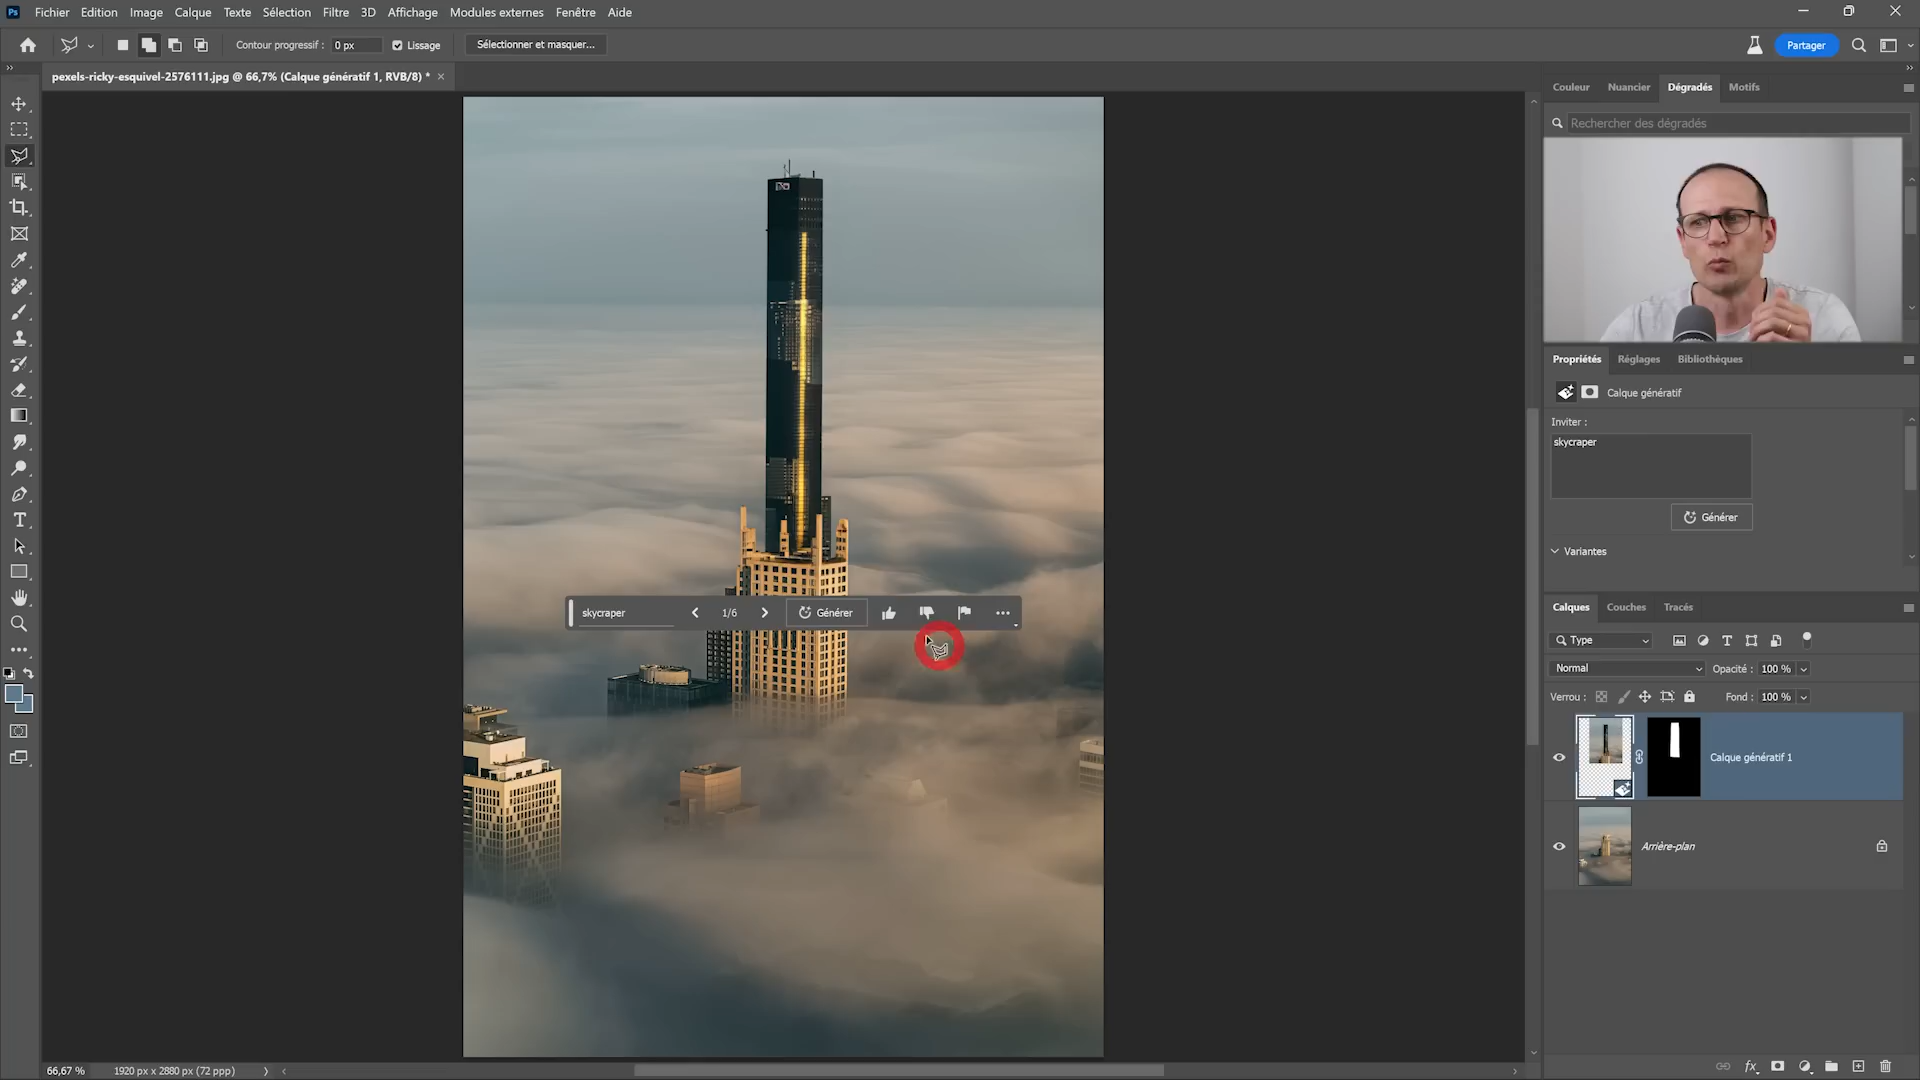 Ps Fichier Edition Image Calque Texte Sélection Filtre 3D Affichage Modules externes Fenêtre Aide
Contour progressif : 0 px Lissage Sélectionner et masquer... Partager
pexels-ricky-esquivel-2576111.jpg @ 66,7% (Calque génératif 1, RVB/8) *
Couleur Nuancier Dégradés Motifs
Rechercher des dégradés
Propriétés Réglages Bibliothèques
Calque génératif
Inviter :
skycraper
Générer
Variantes
skycraper 1/6 Générer
Calques Couches Tracés
Type
Normal Opacité : 100 %
Verrou : Fond : 100 %
Calque génératif 1
Arrière-plan
66,67 % 1920 px x 2880 px (72 ppp)